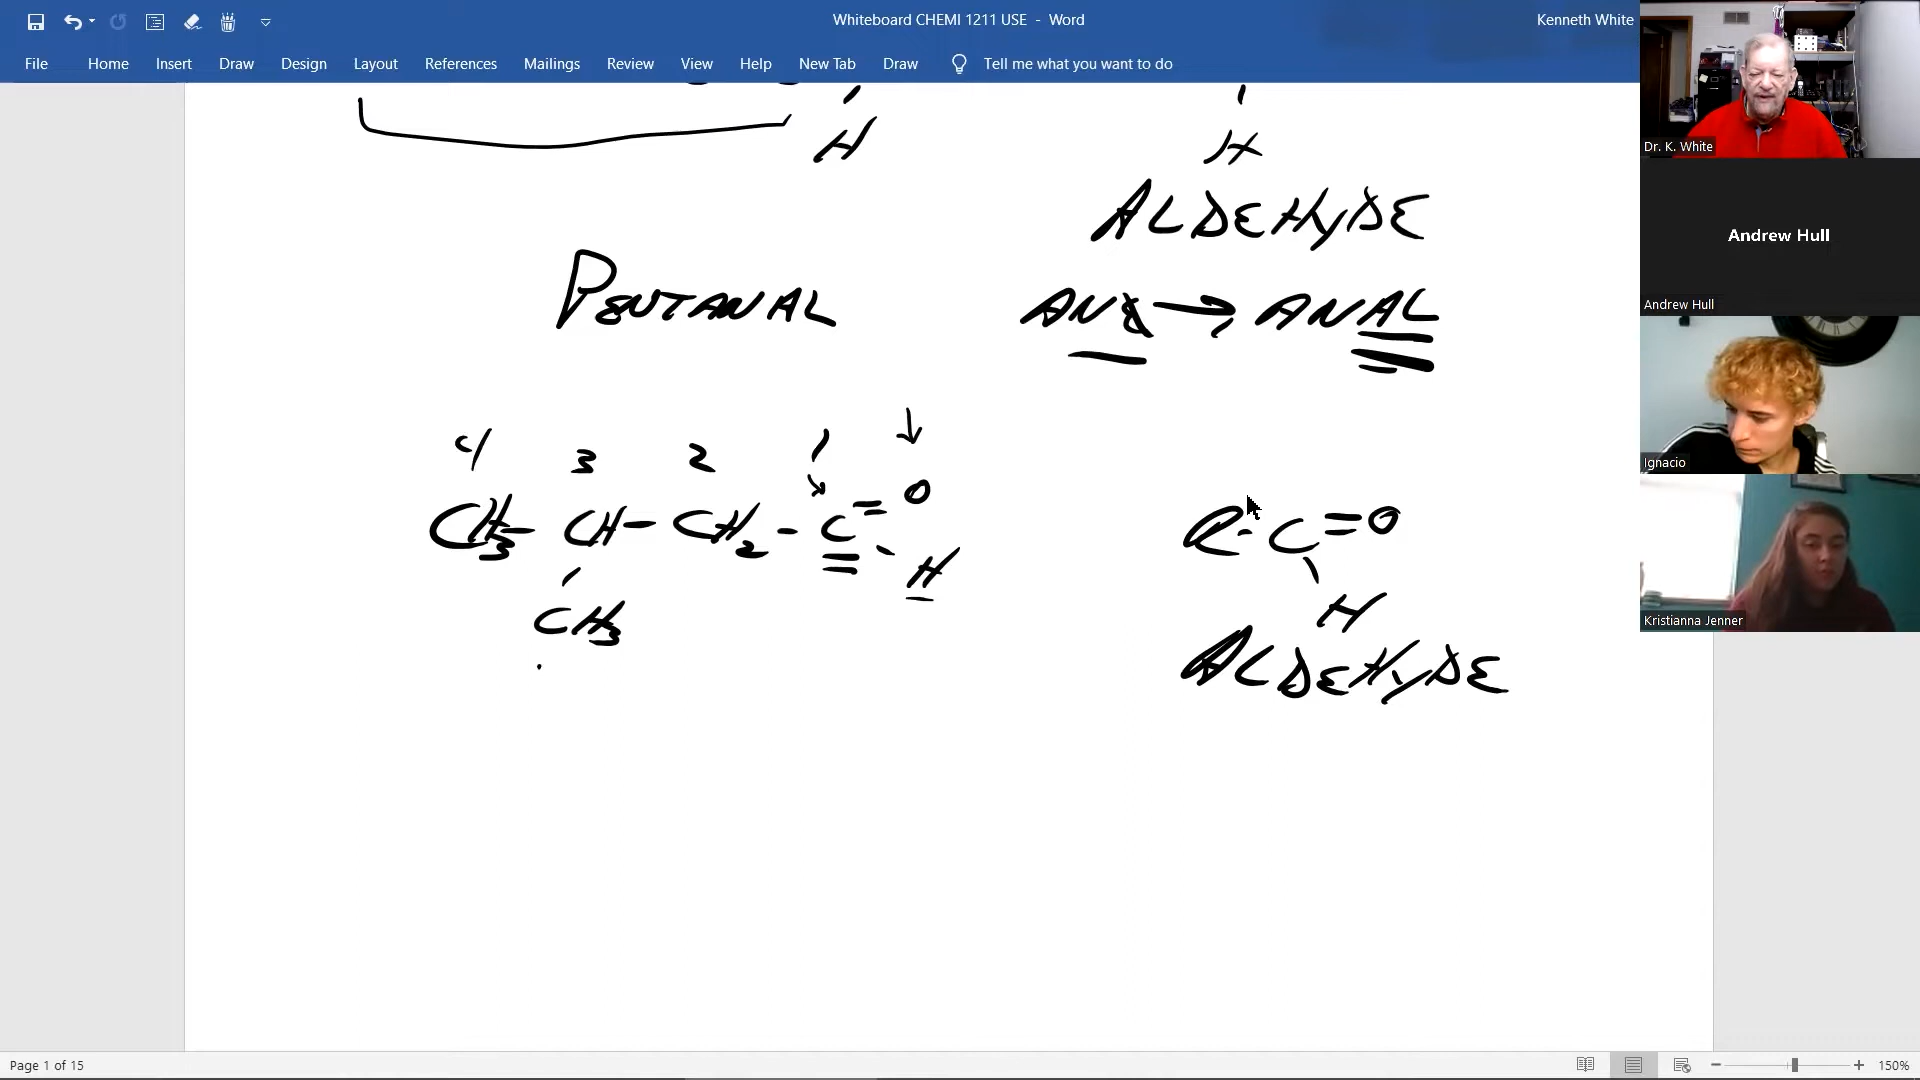 Whiteboard CHEMI 1211 USE - Word
Kenneth White
File Home Insert Draw Design Layout References Mailings Review View Help New Tab Draw Tell me what you want to do
Dr. K. White
Andrew Hull
Andrew Hull
Ignacio
Kristianna Jenner
H
H
ALDEHYDE
PENTANAL
ANE → ANAL
4 3 2 1 ↓
CH3 - CH - CH2 - C = O
- H
CH3
R - C = O
H
ALDEHYDE
Page 1 of 15
150%